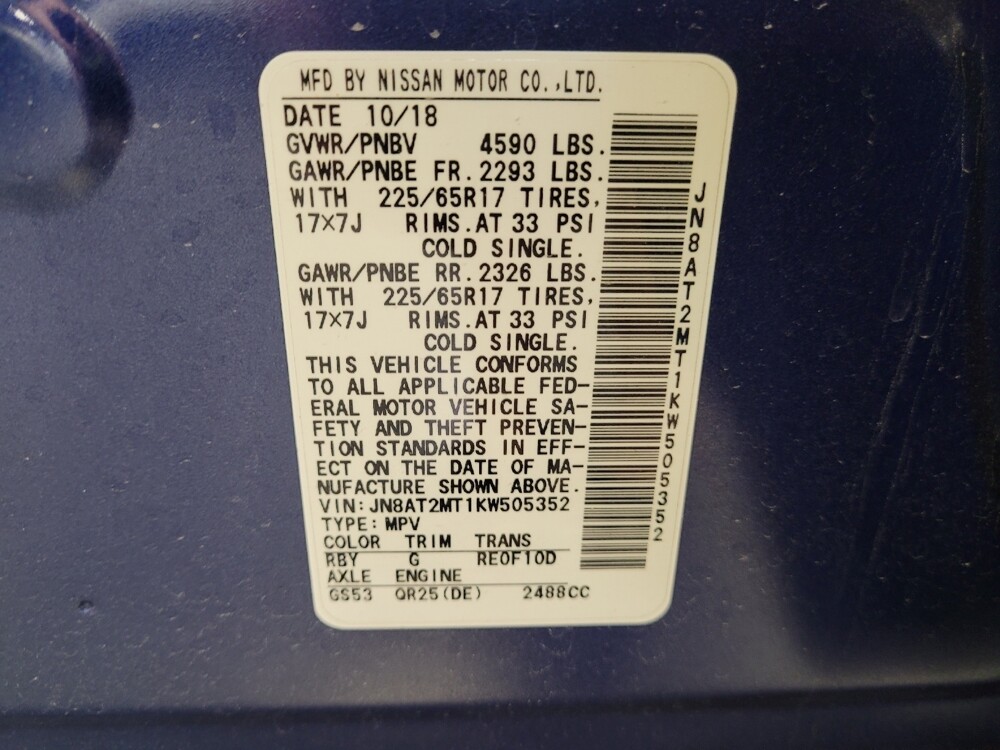 MFD BY NISSAN MOTOR CO.,LTD.
DATE 10/18
GVWR/PNBV 4590 LBS.
GAWR/PNBE FR.2293 LBS.
WITH 225/65R17 TIRES,
17×7J RIMS.AT 33 PSI
COLD SINGLE.
GAWR/PNBE RR.2326 LBS.
WITH 225/65R17 TIRES,
17×7J RIMS.AT 33 PSI
COLD SINGLE.
THIS VEHICLE CONFORMS
TO ALL APPLICABLE FED-
ERAL MOTOR VEHICLE SA-
FETY AND THEFT PREVEN-
TION STANDARDS IN EFF-
ECT ON THE DATE OF MA-
NUFACTURE SHOWN ABOVE.
VIN:JN8AT2MT1KW505352
TYPE:MPV
COLOR TRIM TRANS
RBY G RE0F10D
AXLE ENGINE
GS53 QR25(DE) 2488CC
JN8AT2MT1KW505352